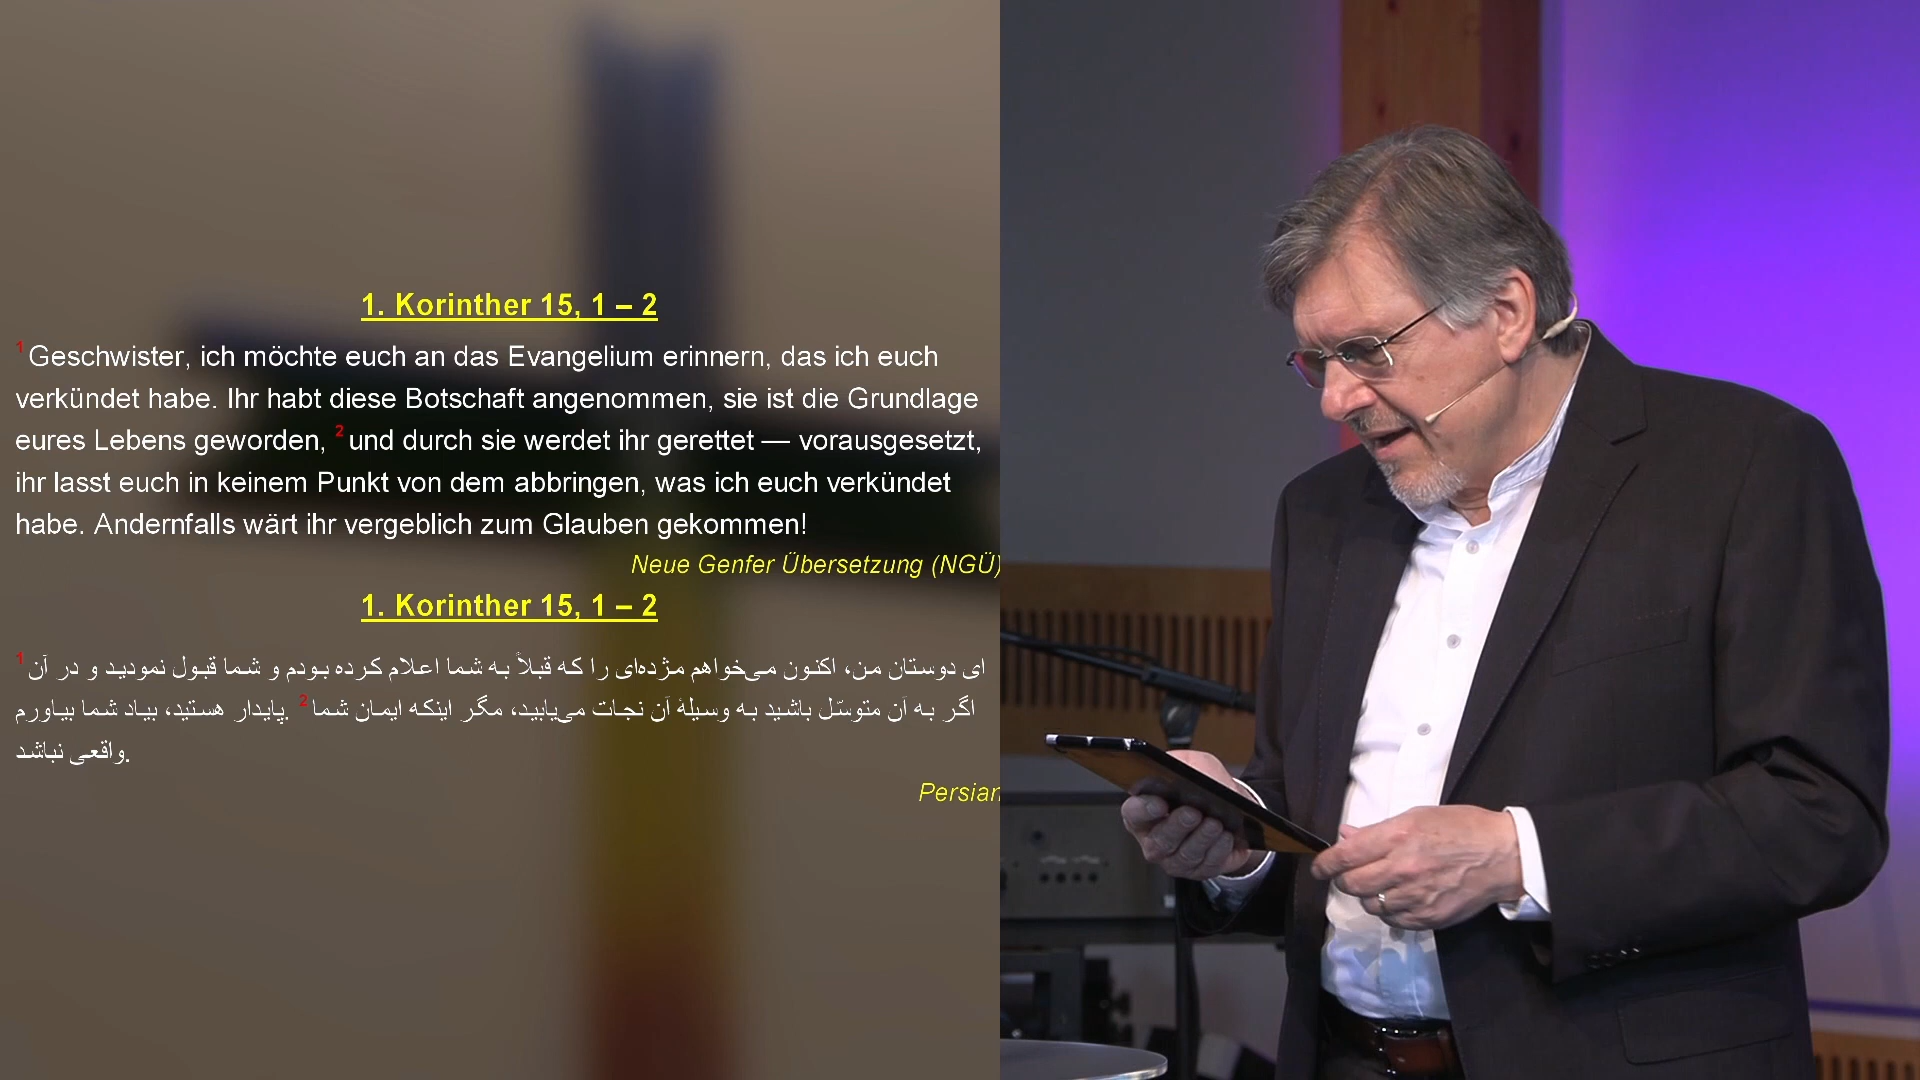 1. Korinther 15, 1 – 2
1 Geschwister, ich möchte euch an das Evangelium erinnern, das ich euch
verkündet habe. Ihr habt diese Botschaft angenommen, sie ist die Grundlage
eures Lebens geworden, 2 und durch sie werdet ihr gerettet — vorausgesetzt,
ihr lasst euch in keinem Punkt von dem abbringen, was ich euch verkündet
habe. Andernfalls wärt ihr vergeblich zum Glauben gekommen!
Neue Genfer Übersetzung (NGÜ)
1. Korinther 15, 1 – 2
1 ای دوستان من، اکنون می‌خواهم مژده‌ای را که قبلاً به شما اعلام کرده بودم و شما قبول نمودید و در آن
پایدار هستید، بیاد شما بیاورم. 2 اگر به آن متوسّل باشید به وسیلهٔ آن نجات می‌یابید، مگر اینکه ایمان شما
واقعی نباشد.
Persian